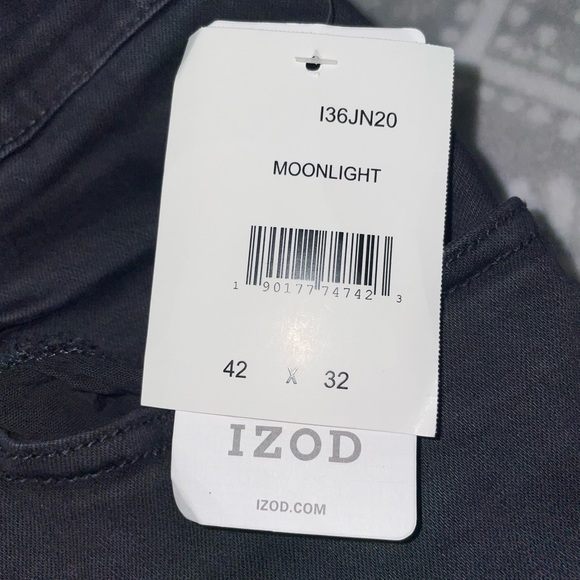 I36JN20
MOONLIGHT
1 90177 74742 3
42 X 32
IZOD
IZOD.COM